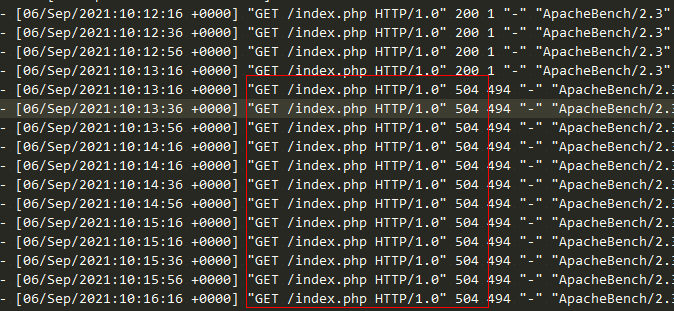 - [06/Sep/2021:10:12:16 +0000] "GET /index.php HTTP/1.0" 200 1 "-" "ApacheBench/2.3"
- [06/Sep/2021:10:12:36 +0000] "GET /index.php HTTP/1.0" 200 1 "-" "ApacheBench/2.3"
- [06/Sep/2021:10:12:56 +0000] "GET /index.php HTTP/1.0" 200 1 "-" "ApacheBench/2.3"
- [06/Sep/2021:10:13:16 +0000] "GET /index.php HTTP/1.0" 200 1 "-" "ApacheBench/2.3"
- [06/Sep/2021:10:13:16 +0000] "GET /index.php HTTP/1.0" 504 494 "-" "ApacheBench/2.3
- [06/Sep/2021:10:13:36 +0000] "GET /index.php HTTP/1.0" 504 494 "-" "ApacheBench/2.3
- [06/Sep/2021:10:13:56 +0000] "GET /index.php HTTP/1.0" 504 494 "-" "ApacheBench/2.3
- [06/Sep/2021:10:14:16 +0000] "GET /index.php HTTP/1.0" 504 494 "-" "ApacheBench/2.3
- [06/Sep/2021:10:14:16 +0000] "GET /index.php HTTP/1.0" 504 494 "-" "ApacheBench/2.3
- [06/Sep/2021:10:14:36 +0000] "GET /index.php HTTP/1.0" 504 494 "-" "ApacheBench/2.3
- [06/Sep/2021:10:14:56 +0000] "GET /index.php HTTP/1.0" 504 494 "-" "ApacheBench/2.3
- [06/Sep/2021:10:15:16 +0000] "GET /index.php HTTP/1.0" 504 494 "-" "ApacheBench/2.3
- [06/Sep/2021:10:15:16 +0000] "GET /index.php HTTP/1.0" 504 494 "-" "ApacheBench/2.3
- [06/Sep/2021:10:15:36 +0000] "GET /index.php HTTP/1.0" 504 494 "-" "ApacheBench/2.3
- [06/Sep/2021:10:15:56 +0000] "GET /index.php HTTP/1.0" 504 494 "-" "ApacheBench/2.3
- [06/Sep/2021:10:16:16 +0000] "GET /index.php HTTP/1.0" 504 494 "-" "ApacheBench/2.3